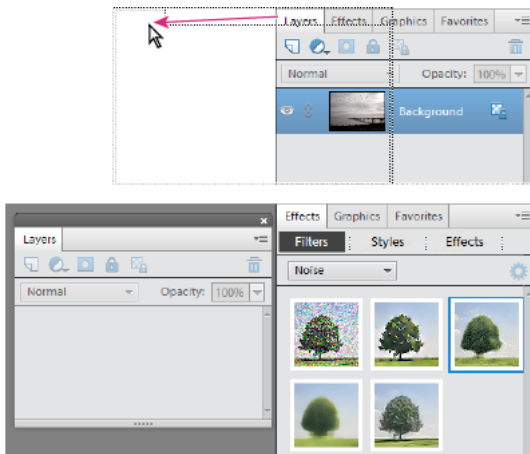 Layers Effects Graphics Favorites
Normal Opacity: 100%
Background
Layers
Normal Opacity: 100%
Effects Graphics Favorites
Filters Styles Effects
Noise